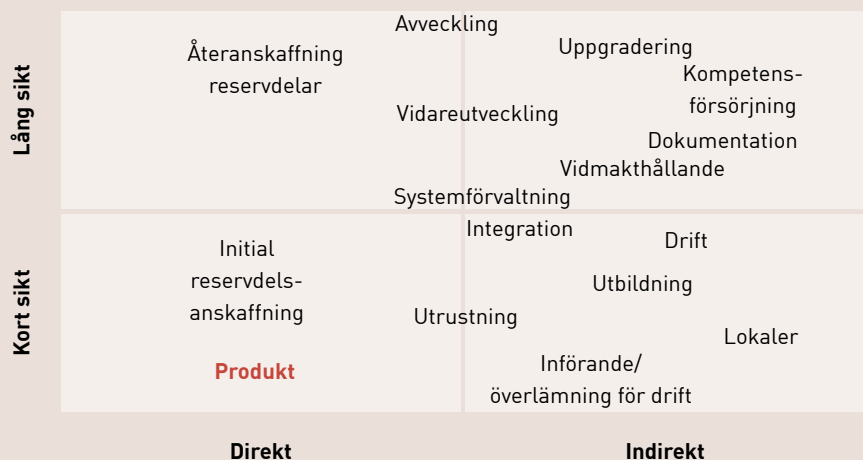 Lång sikt
Avveckling
Återanskaffning
reservdelar
Uppgradering
Kompetens-
försörjning
Vidareutveckling
Dokumentation
Vidmakthållande
Systemförvaltning
Kort sikt
Integration
Drift
Initial
reservdels-
anskaffning
Utbildning
Utrustning
Lokaler
Produkt
Införande/
överlämning för drift
Direkt
Indirekt